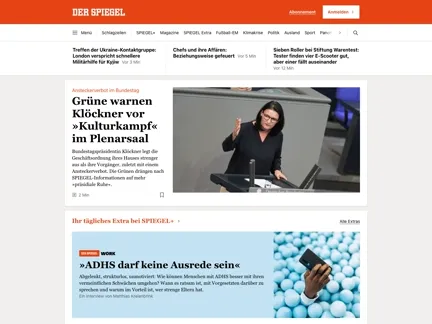 DER SPIEGEL
Abonnement
Anmelden
Menü
Schlagzeilen
SPIEGEL+
Magazine
SPIEGEL Extra
Fußball-EM
Klimakrise
Politik
Ausland
Sport
Treffen der Ukraine-Kontaktgruppe:
London verspricht schnellere
Militärhilfe für Kyjiw Vor 3 Min
Chefs und ihre Affären:
Beziehungsweise gefeuert Vor 5 Min
Sieben Roller bei Stiftung Warentest:
Tester finden vier E-Scooter gut,
aber einer fällt auseinander
Vor 12 Min
Ansteckerverbot im Bundestag
Grüne warnen
Klöckner vor
»Kulturkampf«
im Plenarsaal
Bundestagspräsidentin Klöckner legt die
Geschäftsordnung ihres Hauses strenger
aus als ihre Vorgänger, zuletzt mit einem
Ansteckerverbot. Die Grünen drängen nach
SPIEGEL-Informationen auf mehr
»präsidiale Ruhe«.
2 Min
Ihr tägliches Extra bei SPIEGEL+
Alle Extras
WORK
»ADHS darf keine Ausrede sein«
Abgelenkt, strukturlos, unmotiviert: Wie können Menschen mit ADHS besser mit ihren
vermeintlichen Schwächen umgehen? Wann es ratsam ist, mit Vorgesetzten darüber
zu sprechen und warum im Vorteil ist, wer strenge Eltern hat.
Ein Interview von Matthias